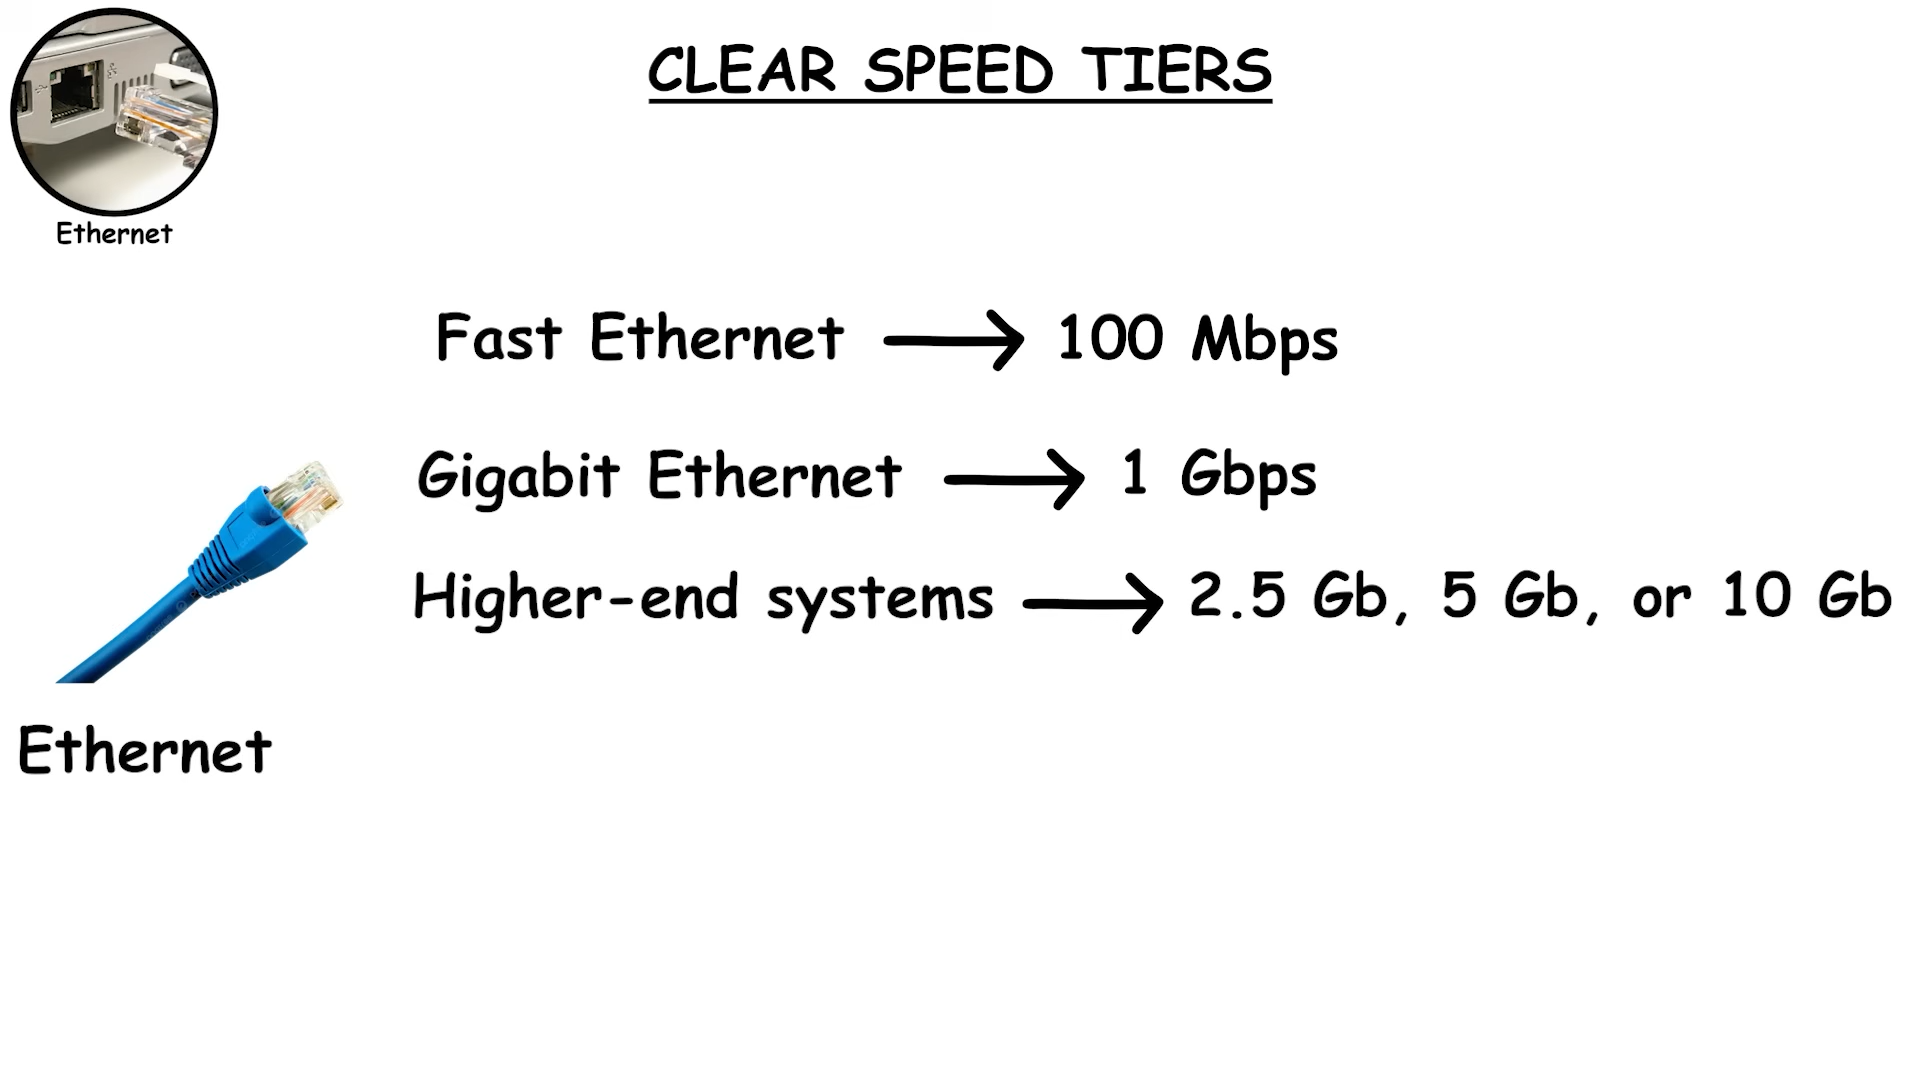 CLEAR SPEED TIERS
Ethernet
Fast Ethernet → 100 Mbps
Gigabit Ethernet → 1 Gbps
Higher-end systems → 2.5 Gb, 5 Gb, or 10 Gb
Ethernet